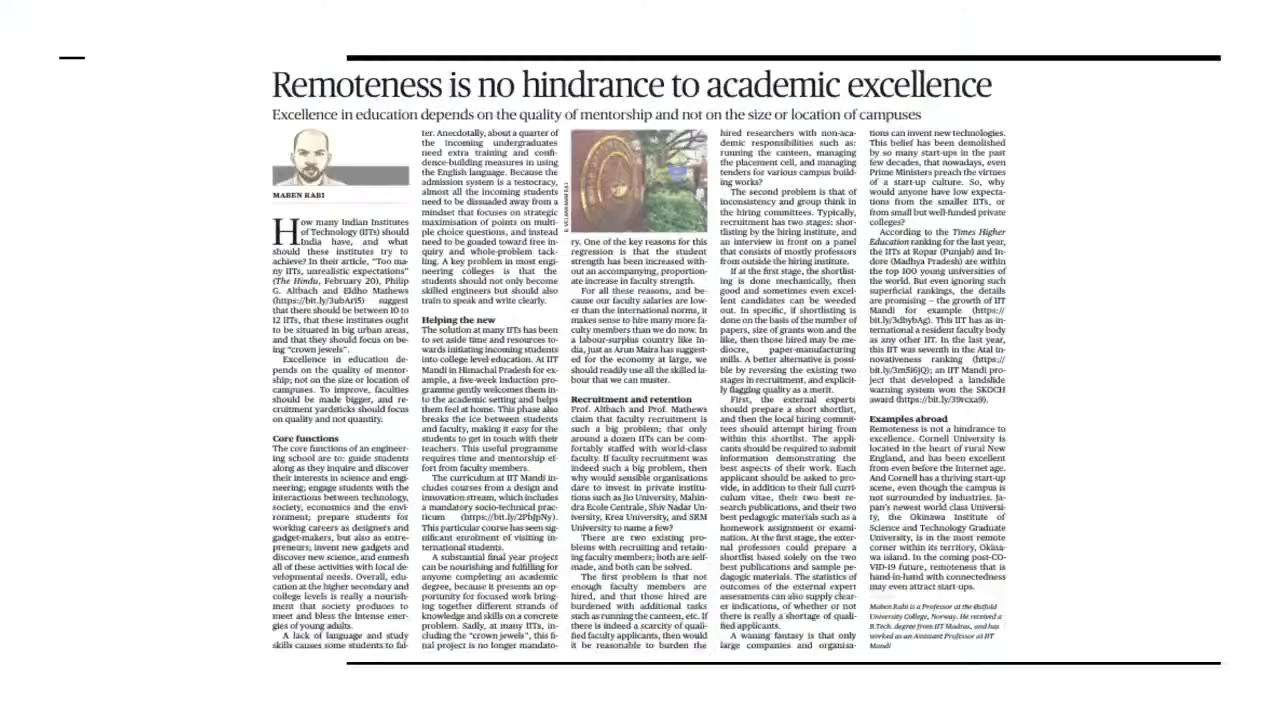 Remoteness is no hindrance to academic excellence
Excellence in education depends on the quality of mentorship and not on the size or location of campuses
MABEN RABI
How many Indian Institutes
of Technology (IITs) should
India have, and what
should these institutes try to
achieve? In their article, "Too ma-
ny IITs, unrealistic expectations"
(The Hindu, February 20), Philip
G. Altbach and Eldho Mathews
(https://bit.ly/3ubAri5) suggest
that there should be between 10 to
12 IITs, that these institutes ought
to be situated in big urban areas,
and that they should focus on be-
ing "crown jewels".
Excellence in education de-
pends on the quality of mentor-
ship; not on the size or location of
campuses. To improve, faculties
should be made bigger, and re-
cruitment yardsticks should focus
on quality and not quantity.
Core functions
The core functions of an engineer-
ing school are to: guide students
along as they inquire and discover
their interests in science and engi-
neering; engage students with the
interactions between technology,
society, economics and the envi-
ronment; prepare students for
working careers as designers and
gadget-makers, but also as entre-
preneurs; invent new gadgets and
discover new science, and enmesh
all of these activities with local de-
velopmental needs. Overall, edu-
cation at the higher secondary and
college levels is really a nourish-
ment that society produces to
meet and bless the intense ener-
gies of young adults.
A lack of language and study
skills causes some students to fal-
ter. Anecdotally, about a quarter of
the incoming undergraduates
need extra training and confi-
dence-building measures in using
the English language. Because the
admission system is a testocracy,
almost all the incoming students
need to be dissuaded away from a
mindset that focuses on strategic
maximisation of points on multi-
ple choice questions, and instead
need to be goaded toward free in-
quiry and whole-problem tack-
ling. A key problem in most engi-
neering colleges is that the
students should not only become
skilled engineers but should also
train to speak and write clearly.
Helping the new
The solution at many IITs has been
to set aside time and resources to-
wards initiating incoming students
into college level education. At IIT
Mandi in Himachal Pradesh for ex-
ample, a five-week induction pro-
gramme gently welcomes them in-
to the academic setting and helps
them feel at home. This phase also
breaks the ice between students
and faculty, making it easy for the
students to get in touch with their
teachers. This useful programme
requires time and mentorship ef-
fort from faculty members.
The curriculum at IIT Mandi in-
cludes courses from a design and
innovation stream, which includes
a mandatory socio-technical prac-
ticum (https://bit.ly/2PbJpNy).
This particular course has seen sig-
nificant enrolment of visiting in-
ternational students.
A substantial final year project
can be nourishing and fulfilling for
anyone completing an academic
degree, because it presents an op-
portunity for focused work bring-
ing together different strands of
knowledge and skills on a concrete
problem. Sadly, at many IITs, in-
cluding the "crown jewels", this fi-
nal project is no longer mandato-
ry. One of the key reasons for this
regression is that the student
strength has been increased with-
out an accompanying, proportion-
ate increase in faculty strength.
For all these reasons, and be-
cause our faculty salaries are low-
er than the international norms, it
makes sense to hire many more fa-
culty members than we do now. In
a labour-surplus country like In-
dia, just as Arun Maira has suggest-
ed for the economy at large, we
should readily use all the skilled la-
bour that we can muster.
Recruitment and retention
Prof. Altbach and Prof. Mathews
claim that faculty recruitment is
such a big problem; that only
around a dozen IITs can be com-
fortably staffed with world-class
faculty. If faculty recruitment was
indeed such a big problem, then
why would sensible organisations
dare to invest in private institu-
tions such as Jio University, Mahin-
dra Ecole Centrale, Shiv Nadar Un-
iversity, Krea University, and SRM
University to name a few?
There are two existing pro-
blems with recruiting and retain-
ing faculty members; both are self-
made, and both can be solved.
The first problem is that not
enough faculty members are
hired, and that those hired are
burdened with additional tasks
such as running the canteen, etc. If
there is indeed a scarcity of quali-
fied faculty applicants, then would
it be reasonable to burden the
hired researchers with non-aca-
demic responsibilities such as:
running the canteen, managing
the placement cell, and managing
tenders for various campus build-
ing works?
The second problem is that of
inconsistency and group think in
the hiring committees. Typically,
recruitment has two stages: shor-
tlisting by the hiring institute, and
an interview in front on a panel
that consists of mostly professors
from outside the hiring institute.
If at the first stage, the shortlist-
ing is done mechanically, then
good and sometimes even excel-
lent candidates can be weeded
out. In specific, if shortlisting is
done on the basis of the number of
papers, size of grants won and the
like, then those hired may be me-
diocre, paper-manufacturing
mills. A better alternative is possi-
ble by reversing the existing two
stages in recruitment, and explicit-
ly flagging quality as a merit.
First, the external experts
should prepare a short shortlist,
and then the local hiring commit-
tees should attempt hiring from
within this shortlist. The appli-
cants should be required to submit
information demonstrating the
best aspects of their work. Each
applicant should be asked to pro-
vide, in addition to their full curri-
culum vitae, their two best re-
search publications, and their two
best pedagogic materials such as a
homework assignment or exami-
nation. At the first stage, the exter-
nal professors could prepare a
shortlist based solely on the two
best publications and sample pe-
dagogic materials. The statistics of
outcomes of the external expert
assessments can also supply clear-
er indications, of whether or not
there is really a shortage of quali-
fied applicants.
A waning fantasy is that only
large companies and organisa-
tions can invent new technologies.
This belief has been demolished
by so many start-ups in the past
few decades, that nowadays, even
Prime Ministers preach the virtues
of a start-up culture. So, why
would anyone have low expecta-
tions from the smaller IITs, or
from small but well-funded private
colleges?
According to the Times Higher
Education ranking for the last year,
the IITs at Ropar (Punjab) and In-
dore (Madhya Pradesh) are within
the top 100 young universities of
the world. But even ignoring such
superficial rankings, the details
are promising – the growth of IIT
Mandi for example (https://
bit.ly/3dbybAg). This IIT has as in-
ternational a resident faculty body
as any other IIT. In the last year,
this IIT was seventh in the Atal In-
novativeness ranking (https://
bit.ly/3m5i6jQ); an IIT Mandi pro-
ject that developed a landslide
warning system won the SKOCH
award (https://bit.ly/39rcxa9).
Examples abroad
Remoteness is not a hindrance to
excellence. Cornell University is
located in the heart of rural New
England, and has been excellent
from even before the Internet age.
And Cornell has a thriving start-up
scene, even though the campus is
not surrounded by industries. Ja-
pan's newest world class Universi-
ty, the Okinawa Institute of
Science and Technology Graduate
University, is in the most remote
corner within its territory, Okina-
wa island. In the coming post-CO-
VID-19 future, remoteness that is
hand-in-hand with connectedness
may even attract start-ups.
Maben Rabi is a Professor at the Østfold
University College, Norway. He received a
B.Tech. degree from IIT Madras, and has
worked as an Assistant Professor at IIT
Mandi